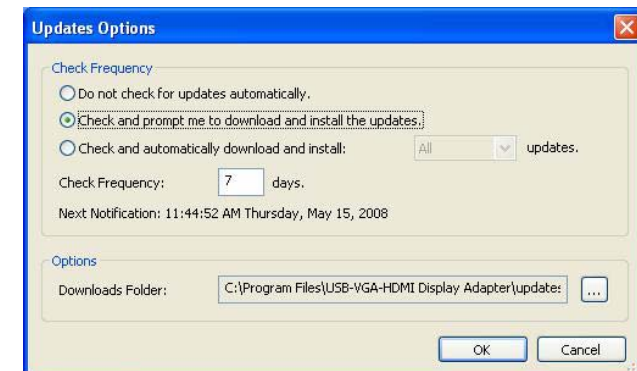 Updates Options
Check Frequency
Do not check for updates automatically.
Check and prompt me to download and install the updates.
Check and automatically download and install: All updates.
Check Frequency: 7 days.
Next Notification: 11:44:52 AM Thursday, May 15, 2008
Options
Downloads Folder: C:\Program Files\USB-VGA-HDMI Display Adapter\update:
...
OK Cancel